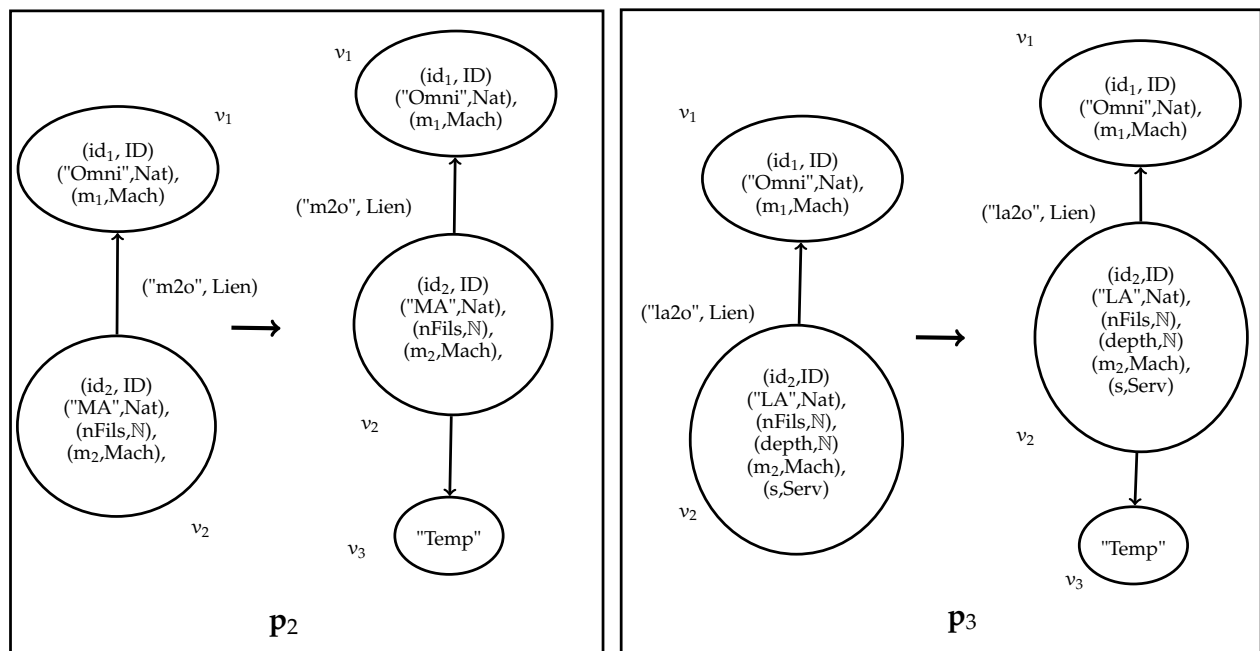 v₁
(id₁, ID)
("Omni",Nat),
(m₁,Mach)
("m2o", Lien)
(id₂, ID)
("MA",Nat),
(nFils,ℕ),
(m₂,Mach),
v₂
v₁
(id₁, ID)
("Omni",Nat),
(m₁,Mach)
("m2o", Lien)
(id₂, ID)
("MA",Nat),
(nFils,ℕ),
(m₂,Mach),
v₂
v₃
"Temp"
p₂
v₁
(id₁, ID)
("Omni",Nat),
(m₁,Mach)
("la2o", Lien)
(id₂,ID)
("LA",Nat),
(nFils,ℕ),
(depth,ℕ)
(m₂,Mach),
(s,Serv)
v₂
v₁
(id₁, ID)
("Omni",Nat),
(m₁,Mach)
("la2o", Lien)
(id₂,ID)
("LA",Nat),
(nFils,ℕ),
(depth,ℕ)
(m₂,Mach),
(s,Serv)
v₂
"Temp"
v₃
p₃